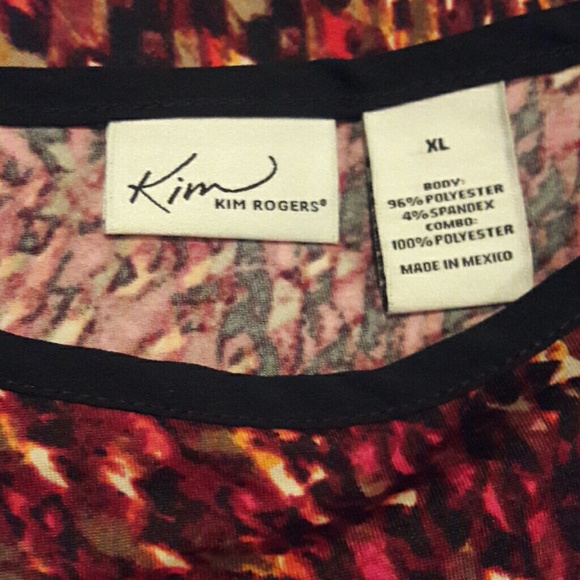 Kim
KIM ROGERS®
XL
BODY:
96% POLYESTER
4% SPANDEX
COMBO:
100% POLYESTER
MADE IN MEXICO